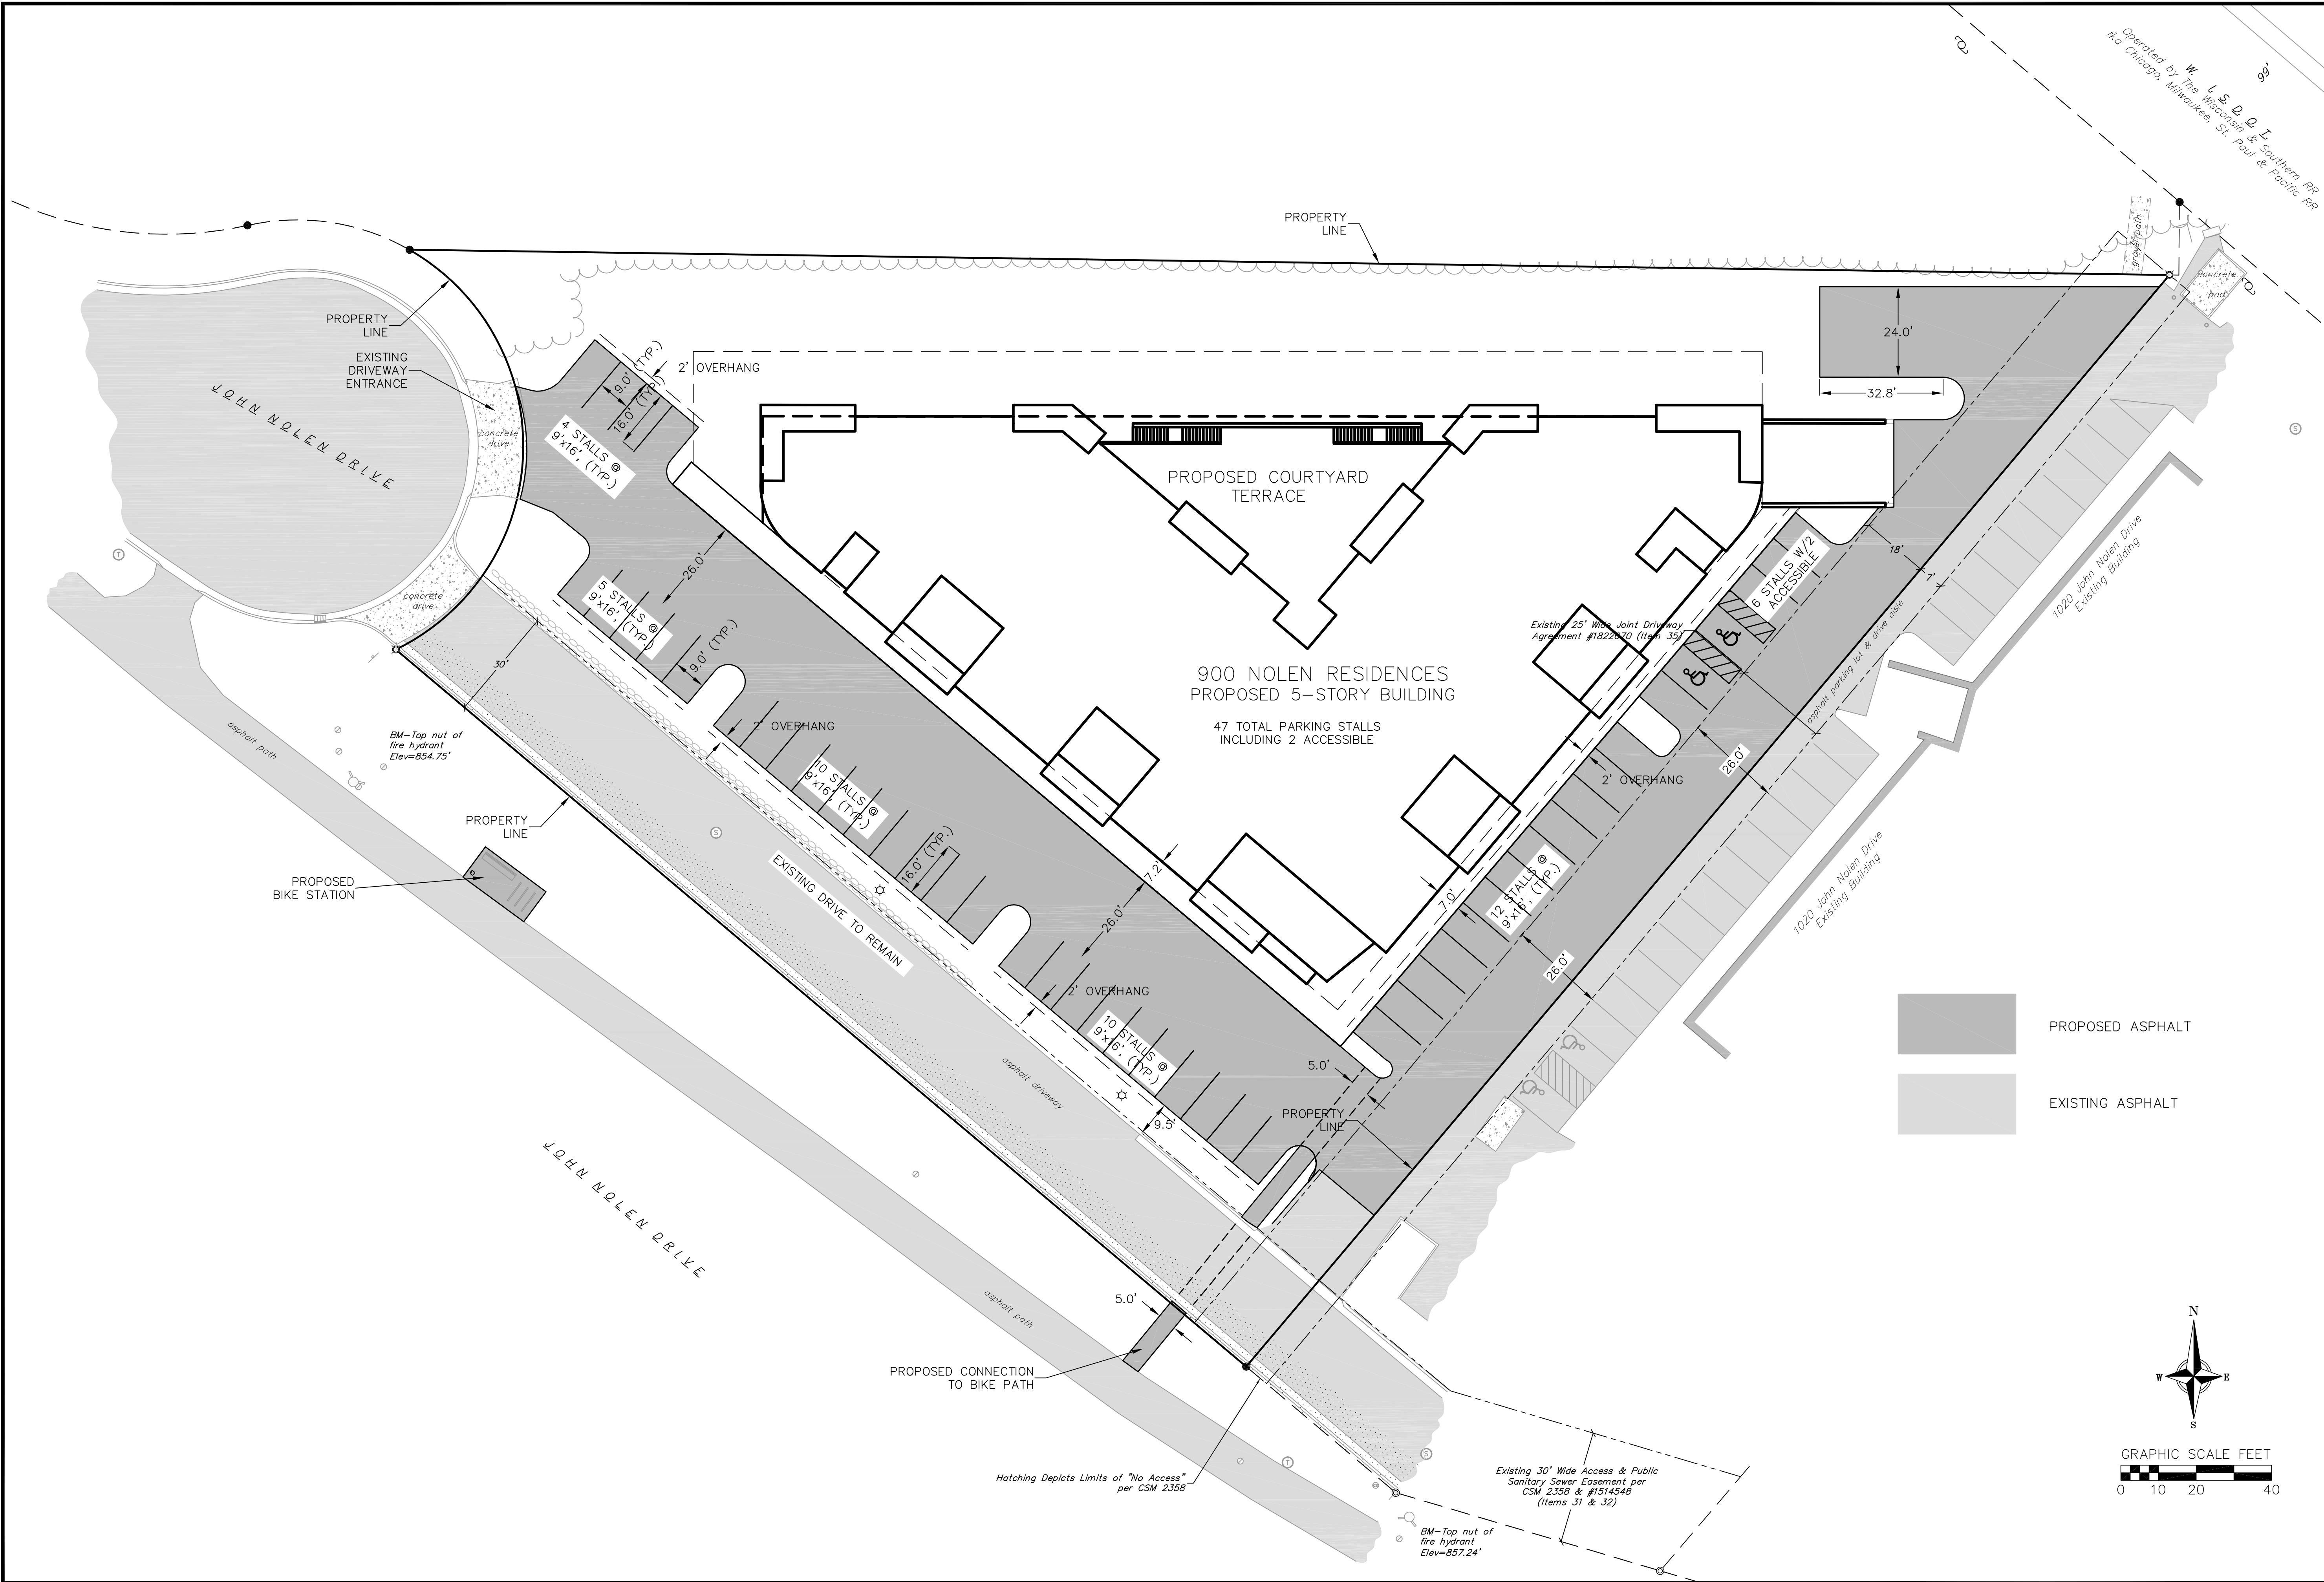 Operated by The Wisconsin & Southern RR
W. I. S. D. O. T.
fka Chicago, Milwaukee, St. Paul & Pacific RR
99'
PROPERTY
LINE
gravel path
concrete
pad
PROPERTY
LINE
EXISTING
DRIVEWAY
ENTRANCE
JOHN NOLEN DRIVE
concrete
drive
concrete
drive
9.0' (TYP.)
16.0' (TYP.)
2' OVERHANG
4 STALLS @
9'x16', (TYP.)
24.0'
32.8'
PROPOSED COURTYARD
TERRACE
26.0'
5 STALLS @
9'x16', (TYP.)
9.0' (TYP.)
30'
6 STALLS W/2
ACCESSIBLE
18'
1'
Existing 25' Wide Joint Driveway
Agreement #1822070 (Item 35)
asphalt parking lot & drive aisle
1020 John Nolen Drive
Existing Building
900 NOLEN RESIDENCES
PROPOSED 5-STORY BUILDING
47 TOTAL PARKING STALLS
INCLUDING 2 ACCESSIBLE
asphalt path
BM-Top nut of
fire hydrant
Elev=854.75'
2' OVERHANG
26.0'
2' OVERHANG
10 STALLS @
9'x16', (TYP.)
16.0' (TYP.)
PROPERTY
LINE
EXISTING DRIVE TO REMAIN
PROPOSED
BIKE STATION
7.2'
26.0'
7.0'
12 STALLS @
9'x16', (TYP.)
26.0'
1020 John Nolen Drive
Existing Building
2' OVERHANG
10 STALLS @
9'x16', (TYP.)
5.0'
asphalt driveway
9.5'
PROPERTY
LINE
PROPOSED ASPHALT
EXISTING ASPHALT
JOHN NOLEN DRIVE
asphalt path
5.0'
PROPOSED CONNECTION
TO BIKE PATH
Hatching Depicts Limits of "No Access"
per CSM 2358
Existing 30' Wide Access & Public
Sanitary Sewer Easement per
CSM 2358 & #1514548
(Items 31 & 32)
BM-Top nut of
fire hydrant
Elev=857.24'
N
W
E
S
GRAPHIC SCALE FEET
0 10 20 40
T
S
S
T
S